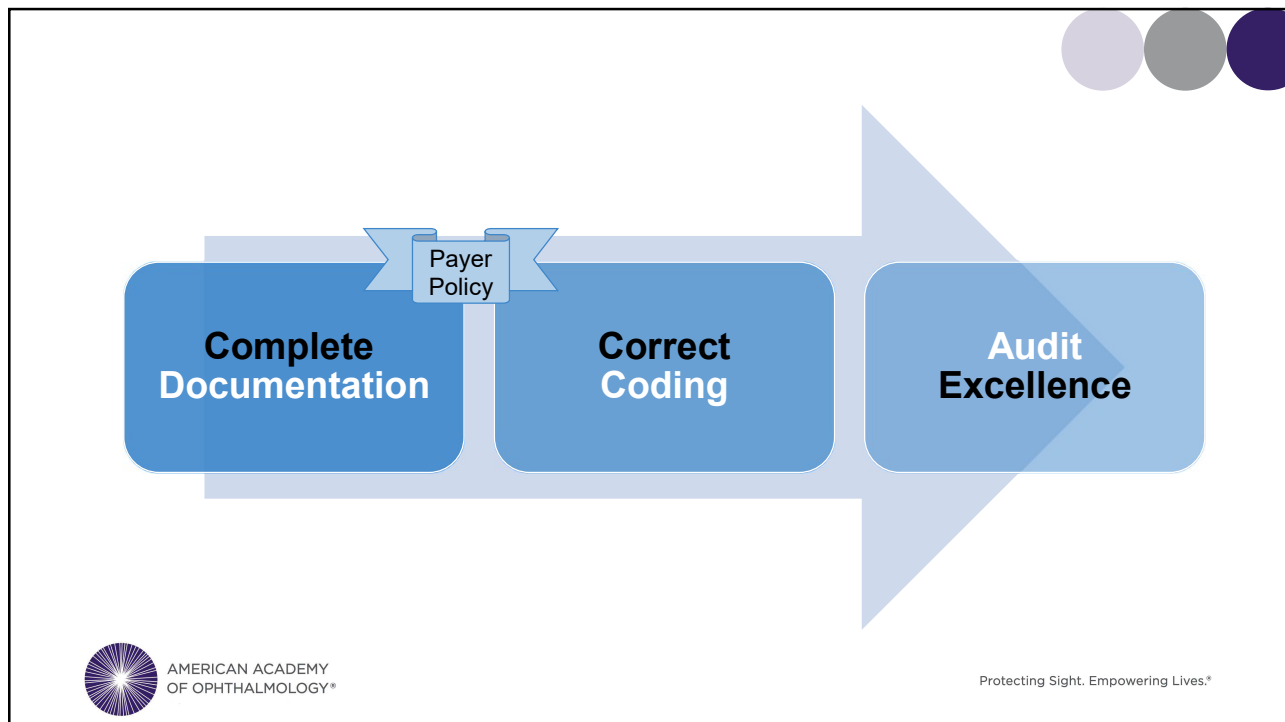 Payer
Policy
Complete
Documentation
Correct
Coding
Audit
Excellence
AMERICAN ACADEMY
OF OPHTHALMOLOGY®
Protecting Sight. Empowering Lives.®